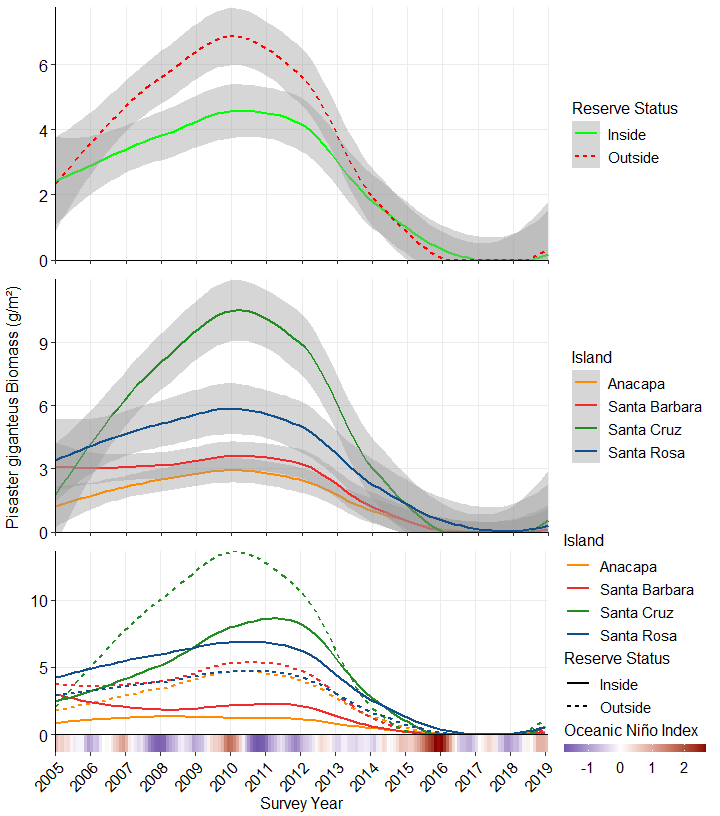 6
4
2
0
Reserve Status
Inside
Outside
Pisaster giganteus Biomass (g/m²)
9
6
3
0
Island
Anacapa
Santa Barbara
Santa Cruz
Santa Rosa
10
5
0
Island
Anacapa
Santa Barbara
Santa Cruz
Santa Rosa
Reserve Status
Inside
Outside
Oceanic Niño Index
-1 0 1 2
2005 2006 2007 2008 2009 2010 2011 2012 2013 2014 2015 2016 2017 2018 2019
Survey Year